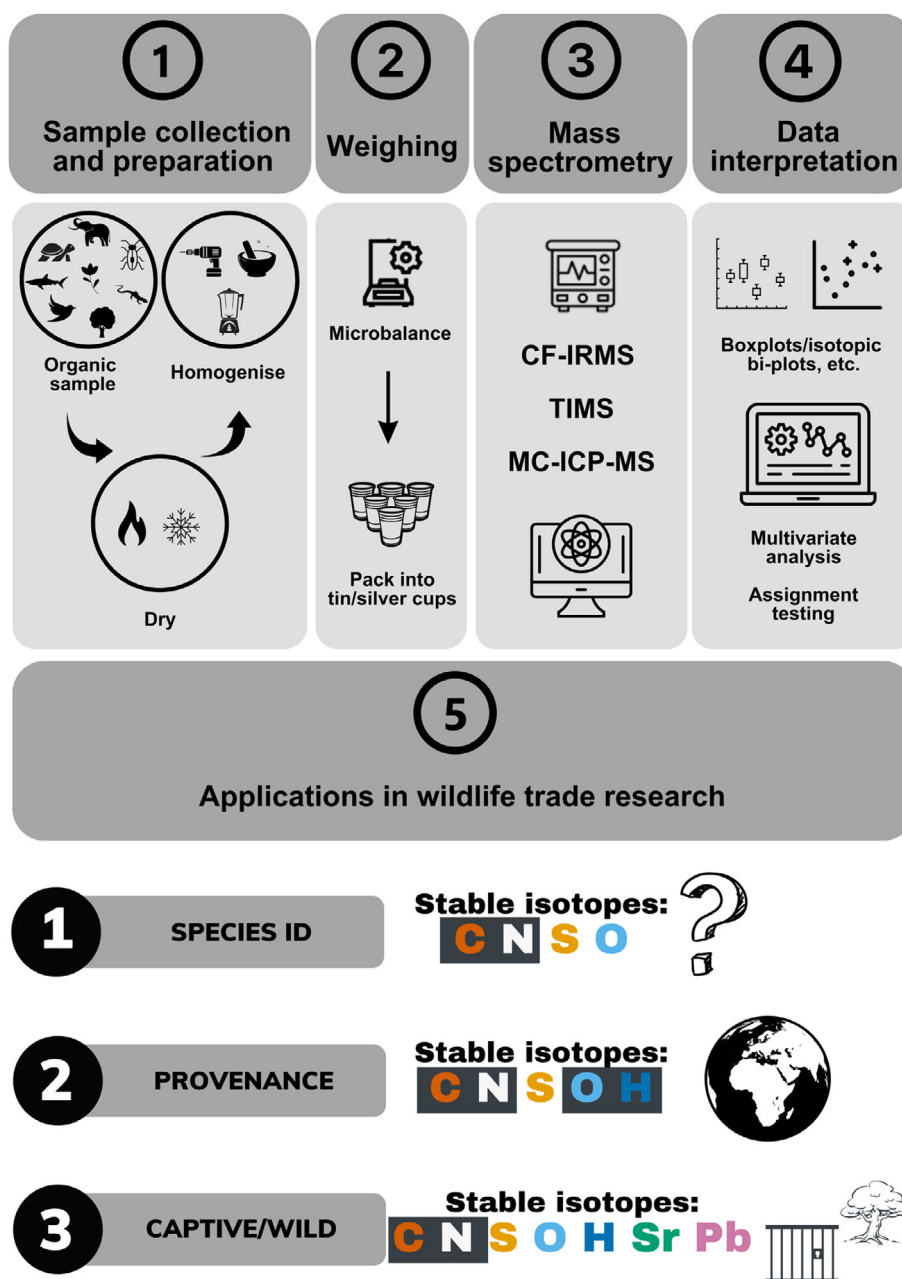 1
Sample collection
and preparation
2
Weighing
3
Mass
spectrometry
4
Data
interpretation
Organic
sample
Homogenise
Dry
Microbalance
Pack into
tin/silver cups
CF-IRMS
TIMS
MC-ICP-MS
Boxplots/isotopic
bi-plots, etc.
Multivariate
analysis
Assignment
testing
5
Applications in wildlife trade research
1
SPECIES ID
Stable isotopes:
C N S O
?
2
PROVENANCE
Stable isotopes:
C N S O H
3
CAPTIVE/WILD
Stable isotopes:
C N S O H Sr Pb